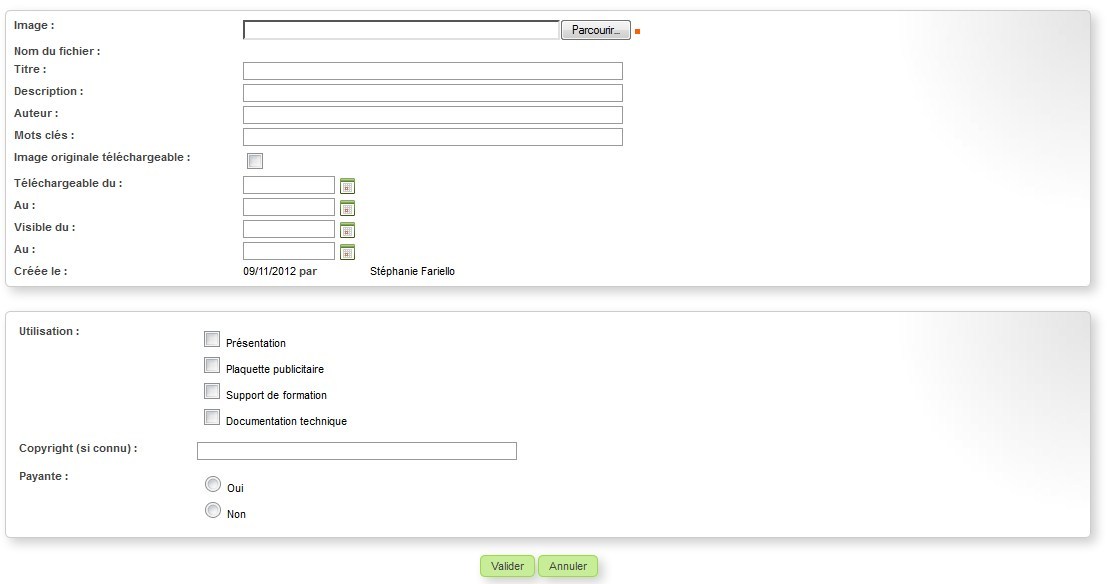 Image :
Parcourir...
Nom du fichier :
Titre :
Description :
Auteur :
Mots clés :
Image originale téléchargeable :
Téléchargeable du :
Au :
Visible du :
Au :
Créée le : 09/11/2012 par Stéphanie Fariello
Utilisation :
Présentation
Plaquette publicitaire
Support de formation
Documentation technique
Copyright (si connu) :
Payante :
Oui
Non
Valider Annuler